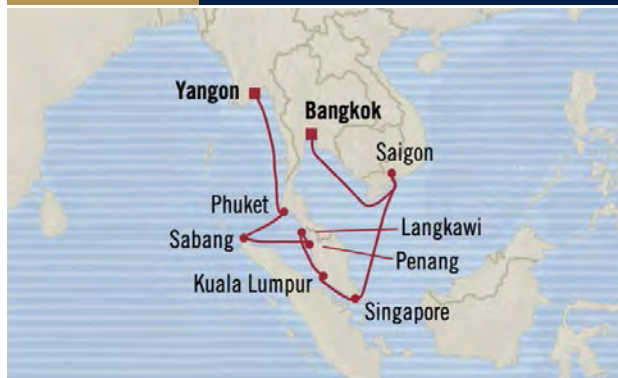 Yangon
Bangkok
Saigon
Phuket
Langkawi
Sabang
Penang
Kuala Lumpur
Singapore